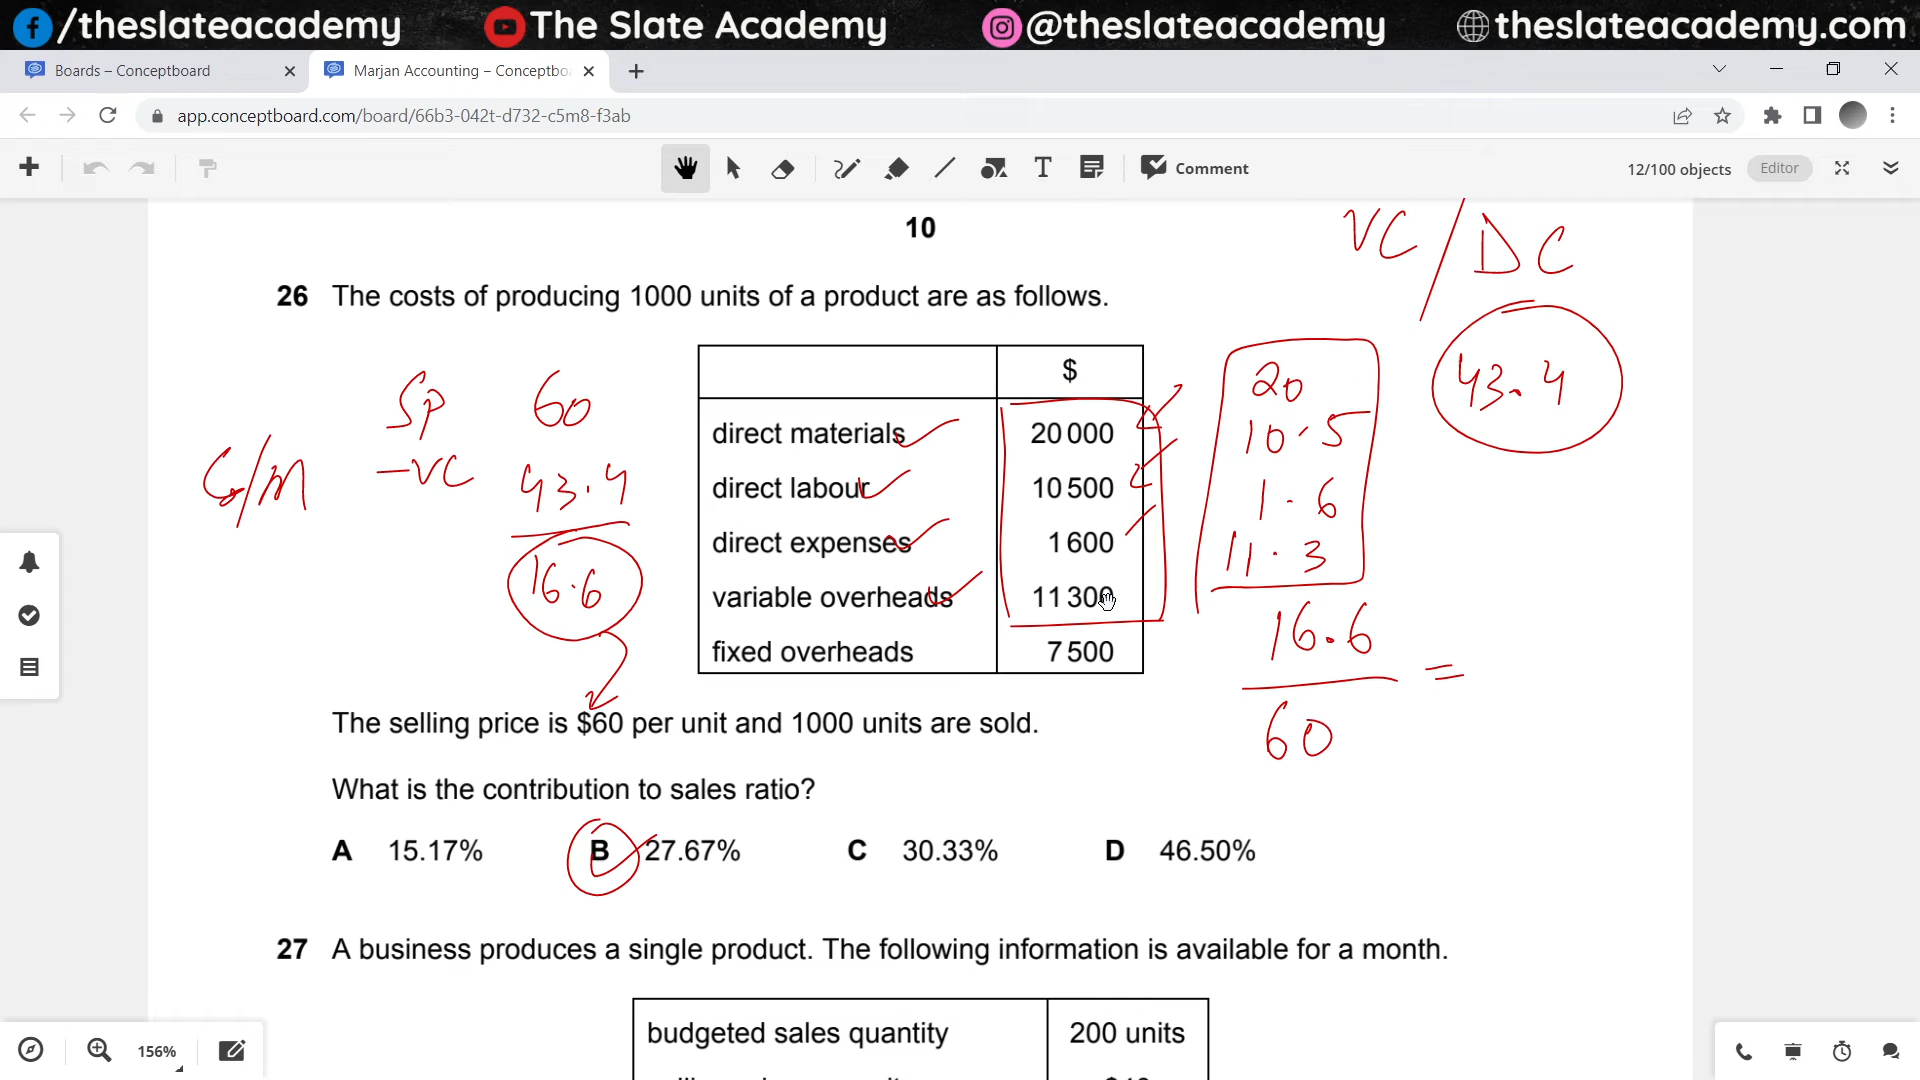 /theslateacademy The Slate Academy @theslateacademy theslateacademy.com
Boards – Conceptboard Marjan Accounting – Conceptbo
app.conceptboard.com/board/66b3-042t-d732-c5m8-f3ab
Comment 12/100 objects Editor
10
VC / DC
26 The costs of producing 1000 units of a product are as follows.
$
direct materials 20 000
direct labour 10 500
direct expenses 1 600
variable overheads 11 300
fixed overheads 7 500
SP 60
-VC 43.4
C/M
16.6
20
10.5
1.6
11.3
43.4
16.6
60
=
The selling price is $60 per unit and 1000 units are sold.
What is the contribution to sales ratio?
A 15.17% B 27.67% C 30.33% D 46.50%
27 A business produces a single product. The following information is available for a month.
budgeted sales quantity 200 units
156%